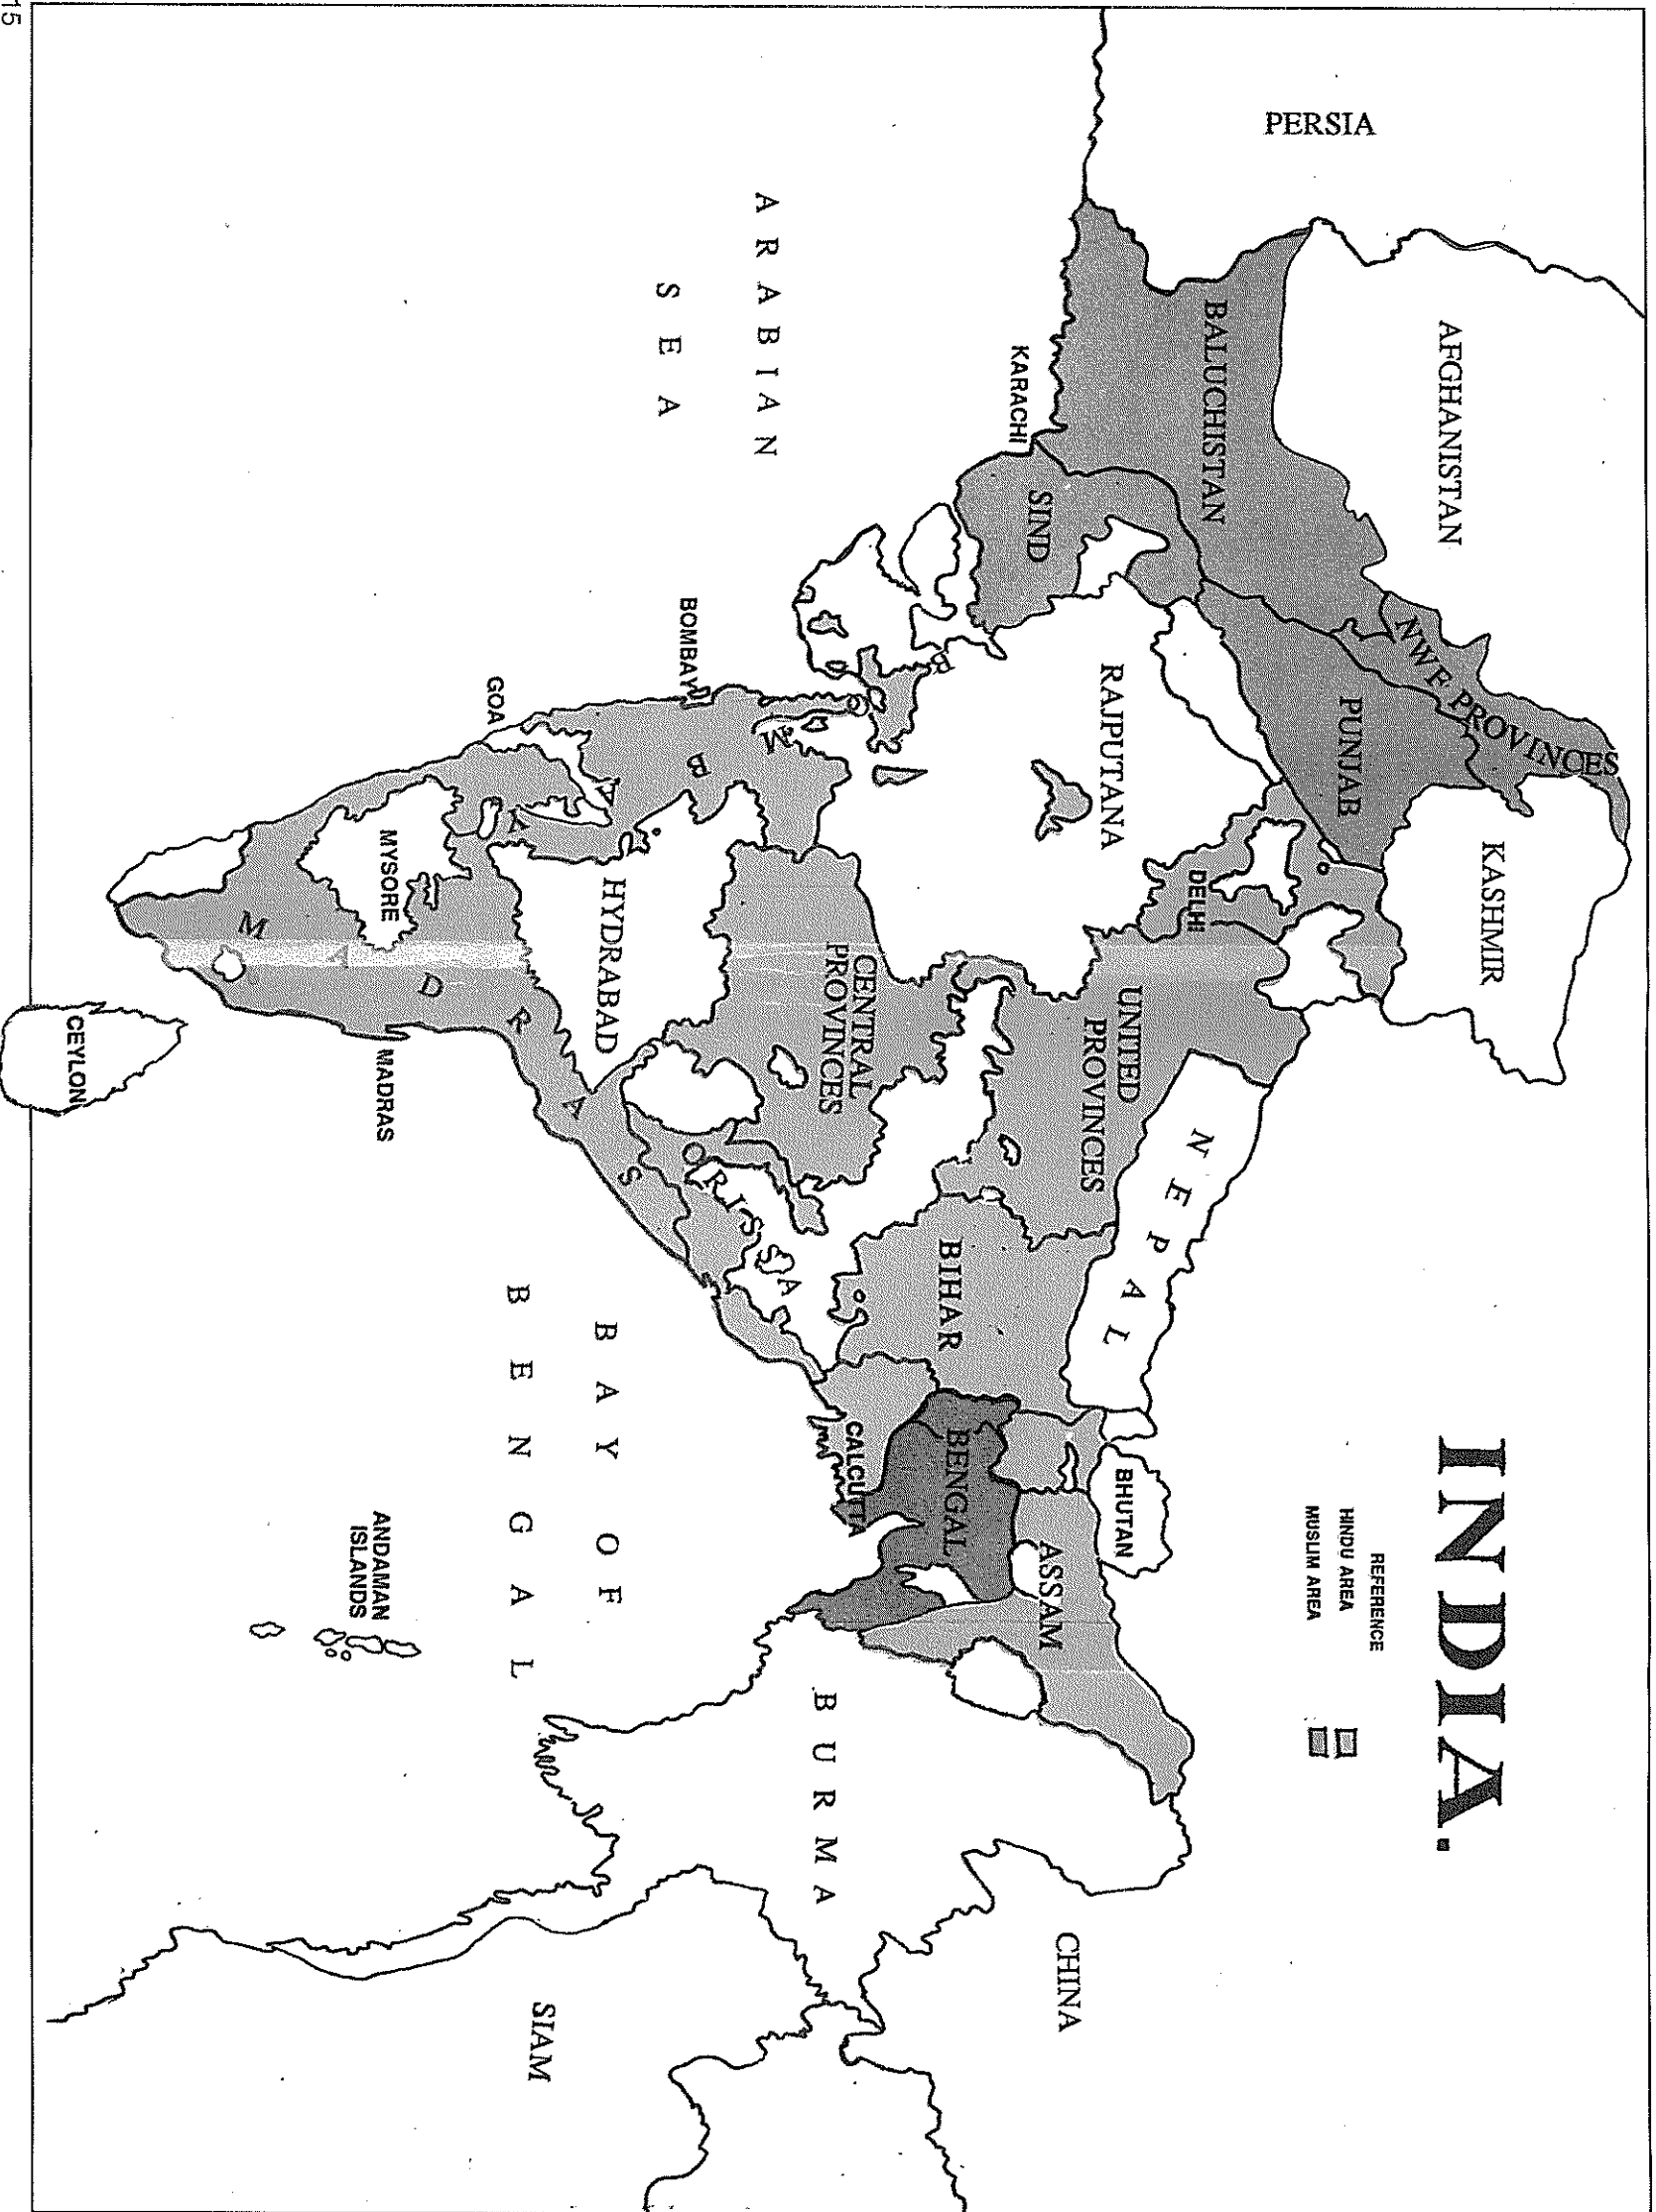 INDIA.
REFERENCE
HINDU AREA
MUSLIM AREA
PERSIA
AFGHANISTAN
BALUCHISTAN
NWF PROVINCES
KASHMIR
PUNJAB
KARACHI
SIND
RAJPUTANA
DELHI
UNITED
PROVINCES
NEPAL
BHUTAN
ASSAM
BIHAR
BENGAL
CALCUTTA
CENTRAL
PROVINCES
ORISSA
ARABIAN
SEA
BOMBAY
BOMBAY
GOA
HYDRABAD
MYSORE
MADRAS
MADRAS
CEYLON
BAY OF
BENGAL
ANDAMAN
ISLANDS
BURMA
CHINA
SIAM
15